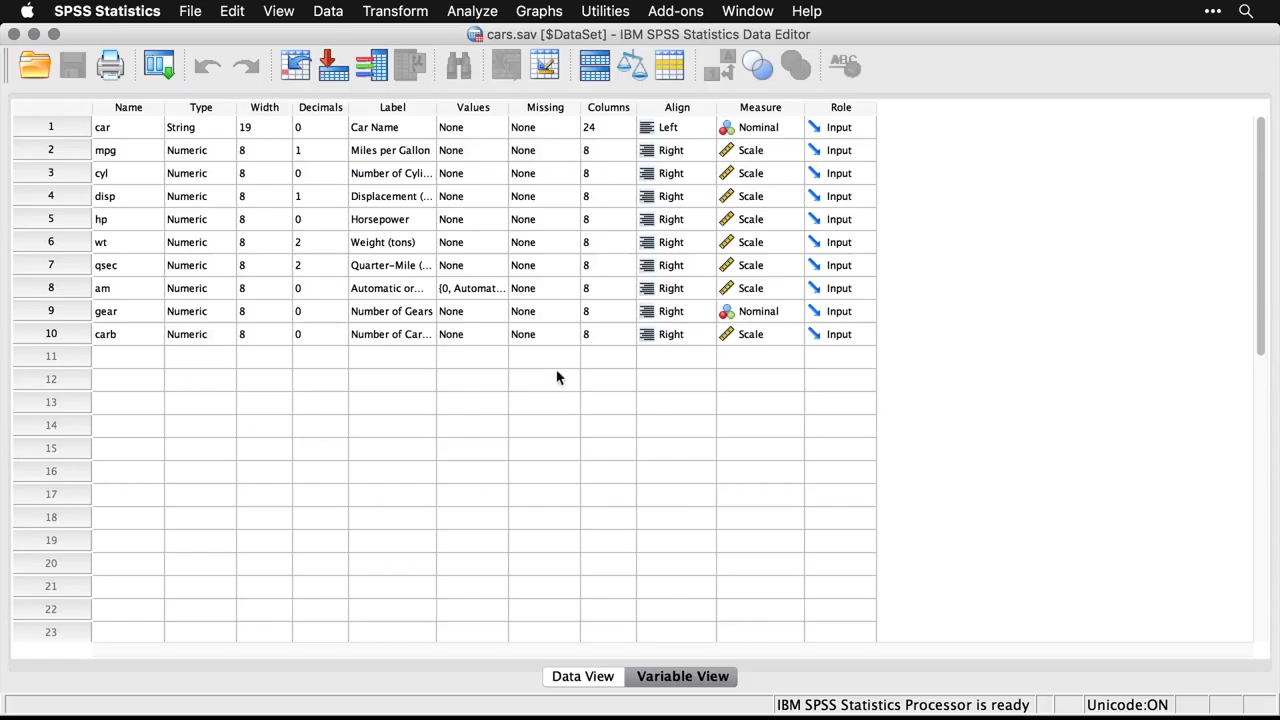 SPSS Statistics File Edit View Data Transform Analyze Graphs Utilities Add-ons Window Help
cars.sav [$DataSet] - IBM SPSS Statistics Data Editor
ABC
Name Type Width Decimals Label Values Missing Columns Align Measure Role
1 car String 19 0 Car Name None None 24 Left Nominal Input
2 mpg Numeric 8 1 Miles per Gallon None None 8 Right Scale Input
3 cyl Numeric 8 0 Number of Cyli... None None 8 Right Scale Input
4 disp Numeric 8 1 Displacement (... None None 8 Right Scale Input
5 hp Numeric 8 0 Horsepower None None 8 Right Scale Input
6 wt Numeric 8 2 Weight (tons) None None 8 Right Scale Input
7 qsec Numeric 8 2 Quarter-Mile (... None None 8 Right Scale Input
8 am Numeric 8 0 Automatic or... {0, Automat... None 8 Right Scale Input
9 gear Numeric 8 0 Number of Gears None None 8 Right Nominal Input
10 carb Numeric 8 0 Number of Car... None None 8 Right Scale Input
11
12
13
14
15
16
17
18
19
20
21
22
23
Data View Variable View
IBM SPSS Statistics Processor is ready Unicode:ON